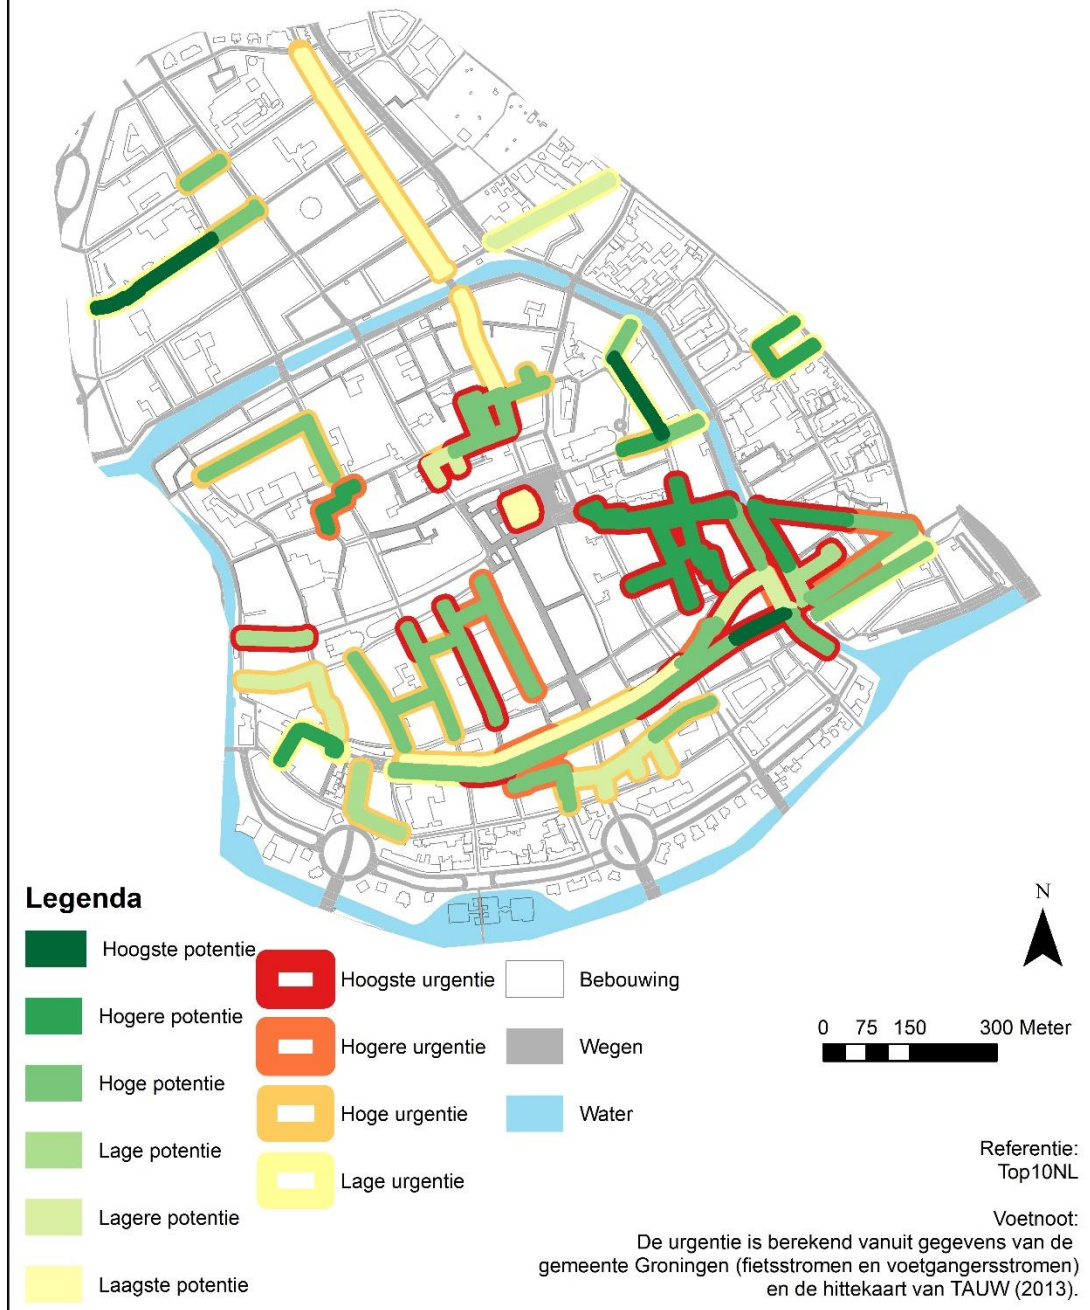 N
Legenda
Hoogste potentie
Hogere potentie
Hoge potentie
Lage potentie
Lagere potentie
Laagste potentie
Hoogste urgentie
Hogere urgentie
Hoge urgentie
Lage urgentie
Bebouwing
Wegen
Water
0 75 150 300 Meter
Referentie:
Top10NL
Voetnoot:
De urgentie is berekend vanuit gegevens van de
gemeente Groningen (fietsstromen en voetgangersstromen)
en de hittekaart van TAUW (2013).